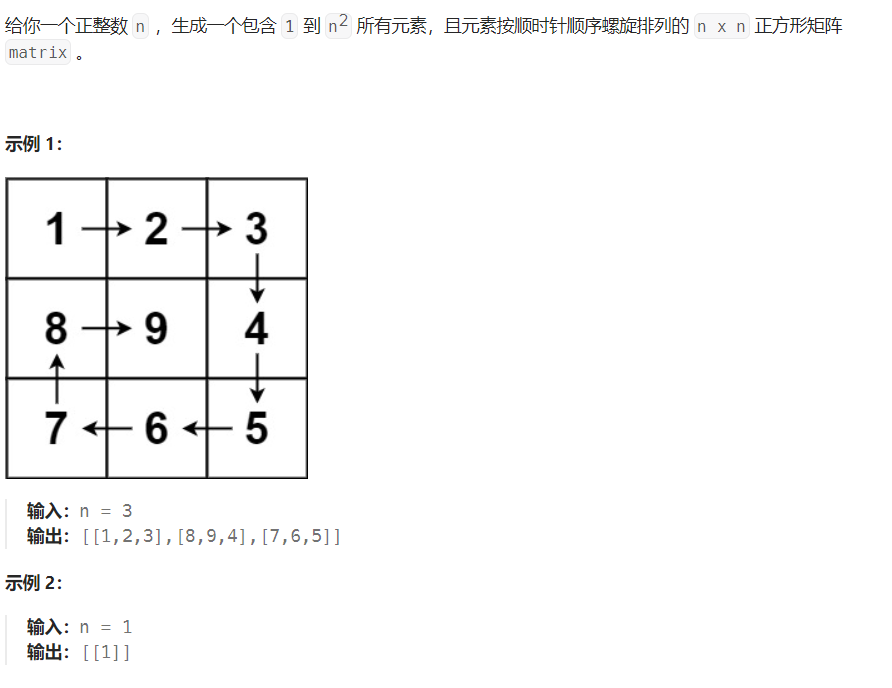 给你一个正整数 n ，生成一个包含 1 到 n² 所有元素，且元素按顺时针顺序螺旋排列的 n x n 正方形矩阵
matrix 。
示例 1：
1 2 3
8 9 4
7 6 5
输入：n = 3
输出：[[1,2,3],[8,9,4],[7,6,5]]
示例 2：
输入：n = 1
输出：[[1]]